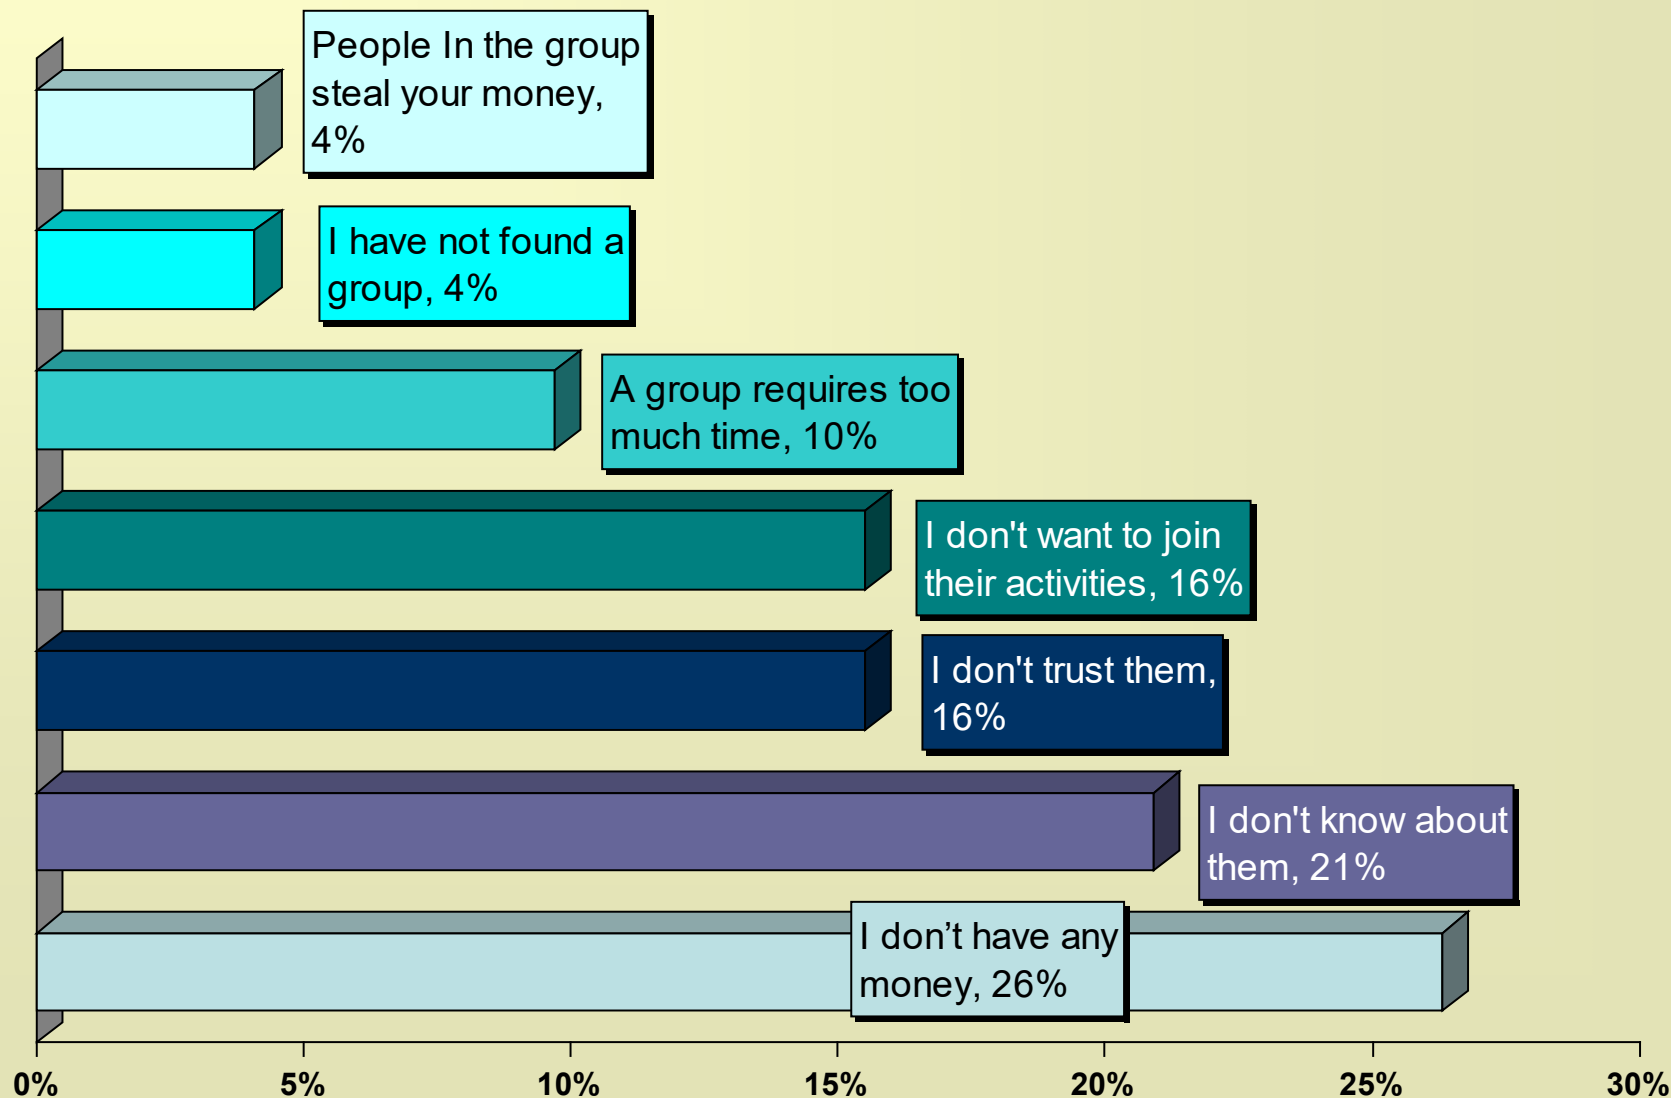 People In the group
steal your money,
4%
I have not found a
group, 4%
A group requires too
much time, 10%
I don't want to join
their activities, 16%
I don't trust them,
16%
I don't know about
them, 21%
I don’t have any
money, 26%
0% 5% 10% 15% 20% 25% 30%